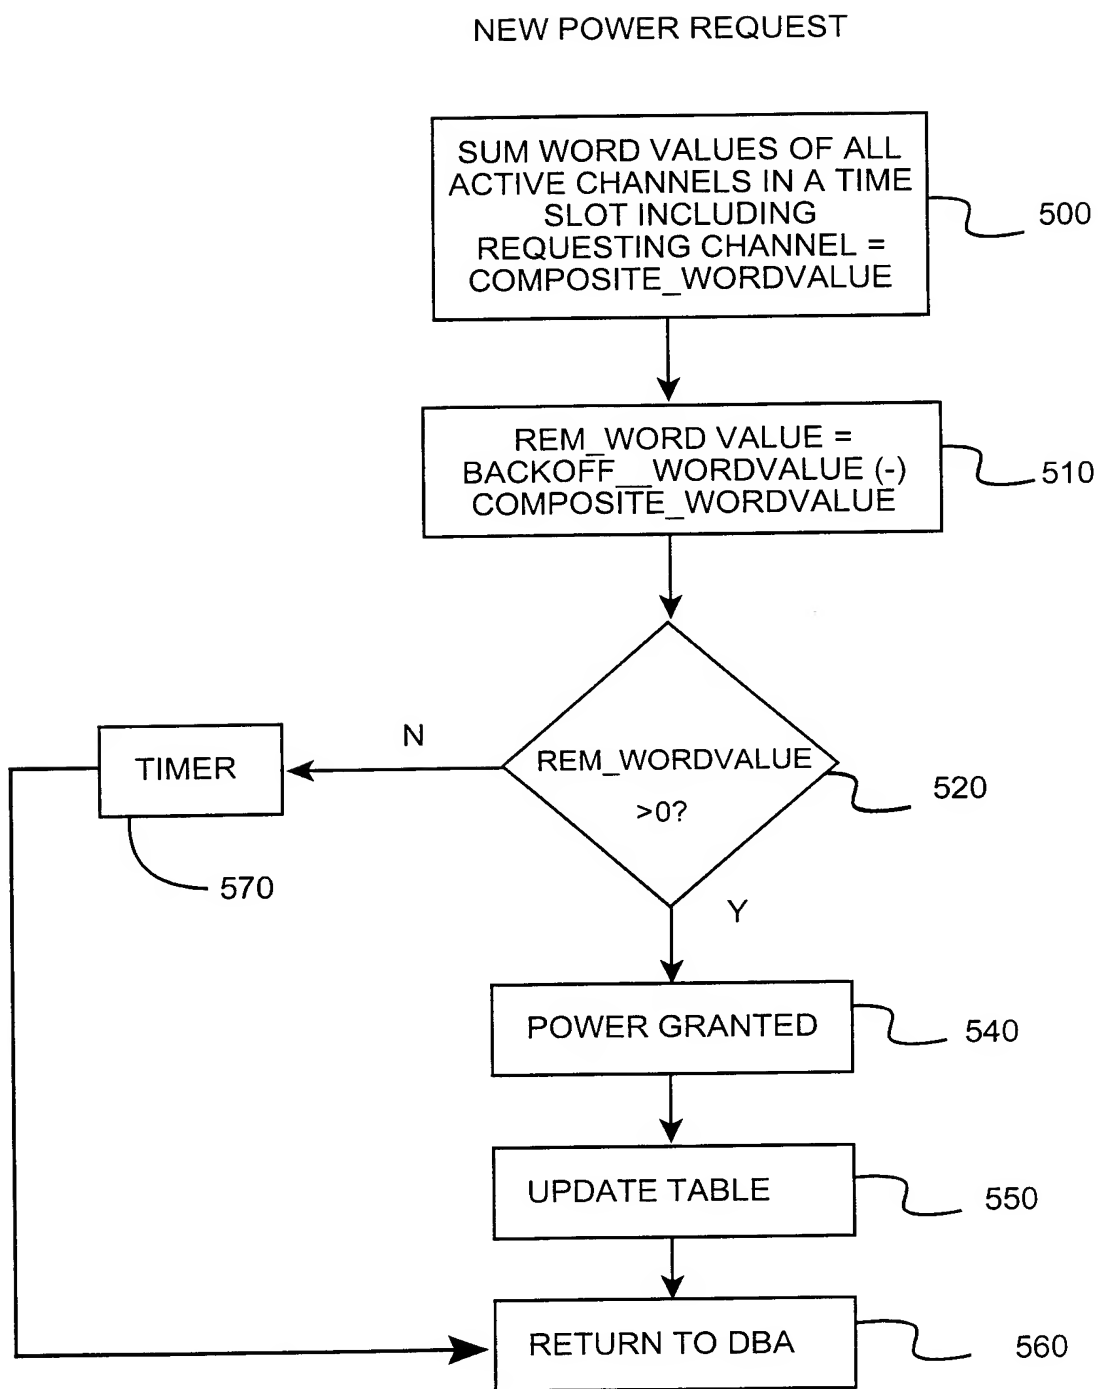 NEW POWER REQUEST
SUM WORD VALUES OF ALL
ACTIVE CHANNELS IN A TIME
SLOT INCLUDING
REQUESTING CHANNEL =
COMPOSITE_WORDVALUE
500
REM_WORD VALUE =
BACKOFF__WORDVALUE (-)
COMPOSITE_WORDVALUE
510
N
TIMER
REM_WORDVALUE
>0?
520
570
Y
POWER GRANTED
540
UPDATE TABLE
550
RETURN TO DBA
560